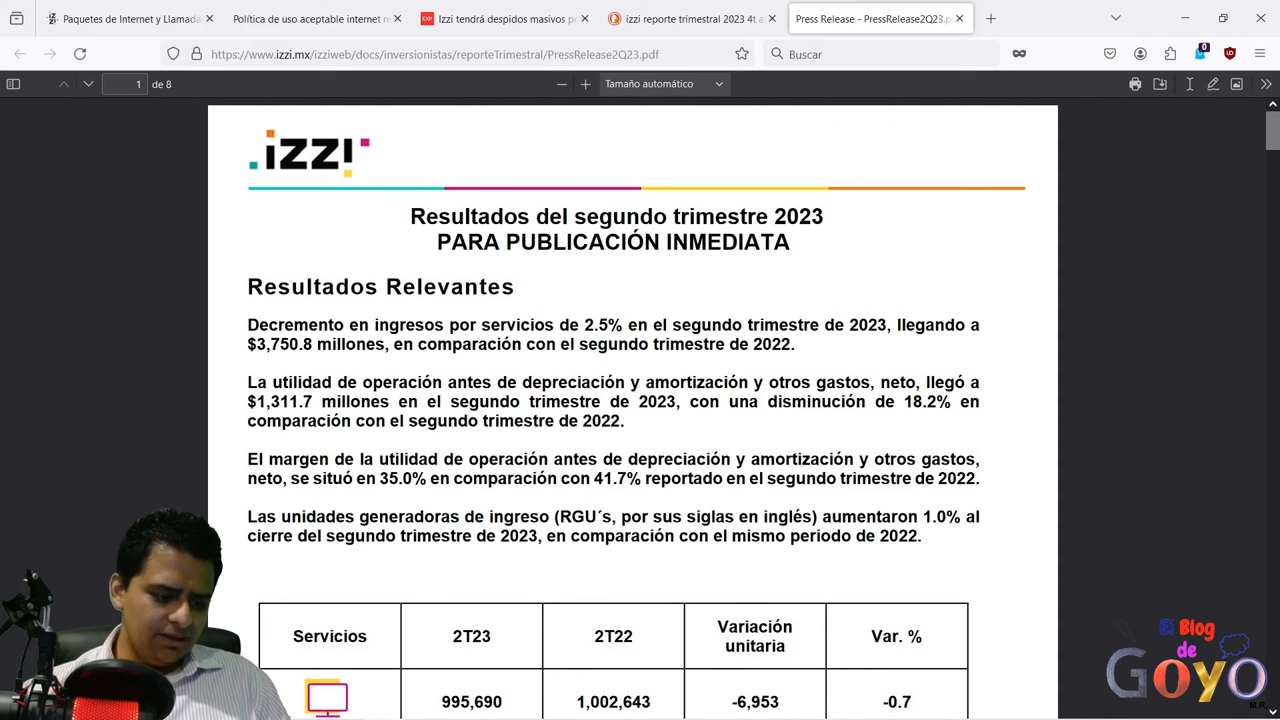 Paquetes de Internet y Llamada
Política de uso aceptable internet re
EXP
Izzi tendrá despidos masivos po
izzi reporte trimestral 2023 4t a
Press Release - PressRelease2Q23.p
https://www.izzi.mx/izziweb/docs/inversionistas/reporteTrimestral/PressRelease2Q23.pdf
Buscar
0
1 de 8
Tamaño automático
izzi
Resultados del segundo trimestre 2023
PARA PUBLICACIÓN INMEDIATA
Resultados Relevantes
Decremento en ingresos por servicios de 2.5% en el segundo trimestre de 2023, llegando a
$3,750.8 millones, en comparación con el segundo trimestre de 2022.
La utilidad de operación antes de depreciación y amortización y otros gastos, neto, llegó a
$1,311.7 millones en el segundo trimestre de 2023, con una disminución de 18.2% en
comparación con el segundo trimestre de 2022.
El margen de la utilidad de operación antes de depreciación y amortización y otros gastos,
neto, se situó en 35.0% en comparación con 41.7% reportado en el segundo trimestre de 2022.
Las unidades generadoras de ingreso (RGU´s, por sus siglas en inglés) aumentaron 1.0% al
cierre del segundo trimestre de 2023, en comparación con el mismo periodo de 2022.
Servicios 2T23 2T22 Variación unitaria Var. %
995,690 1,002,643 -6,953 -0.7
El Blog
de
GOYO
M.R.